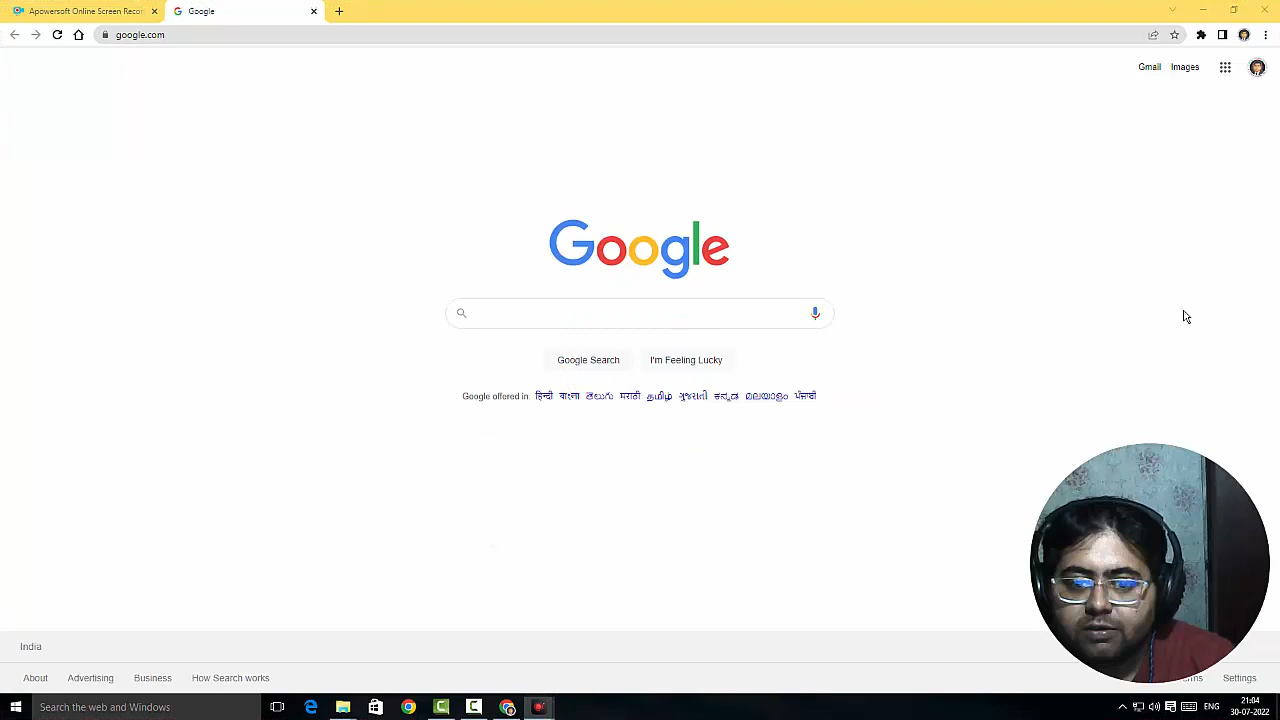 Apowersoft Online Screen Recor
Google
google.com
Gmail Images
Google
Google Search I'm Feeling Lucky
Google offered in: हिन्दी বাংলা తెలుగు मराठी தமிழ் ગુજરાતી ಕನ್ನಡ മലയാളം ਪੰਜਾਬੀ
India
About Advertising Business How Search works Settings
Search the web and Windows
ENG
21:04
30-07-2022